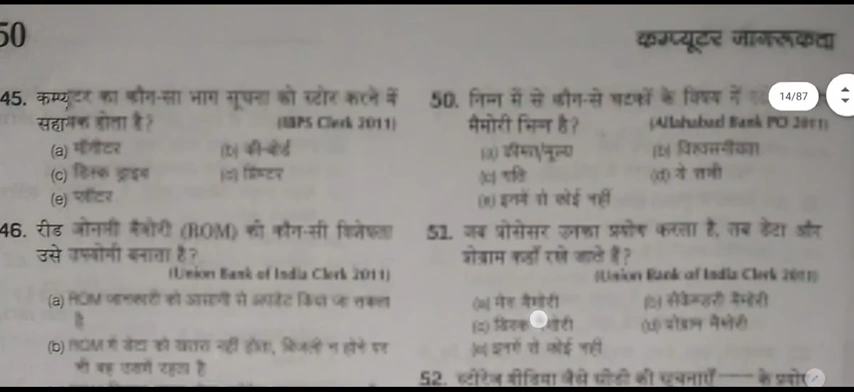 50
कम्प्यूटर जागरूकता
14/87
45. कम्प्यूटर का कौन-सा भाग सूचना को स्टोर करने में
सहायक होता है? (IBPS Clerk 2011)
(a) मॉनीटर (b) की-बोर्ड
(c) डिस्क ड्राइव (d) प्रिण्टर
(e) प्लॉटर
46. रीड ओनली मैमोरी (ROM) की कौन-सी विशेषता
उसे उपयोगी बनाता है?
(Union Bank of India Clerk 2011)
(a) ROM जानकारी को आसानी से अपडेट किया जा सकता
है
(b) ROM में डेटा को खतरा नहीं होता, बिजली न होने पर
भी वह उसमें रहता है
50. निम्न में से कौन-से घटकों के विषय में
मैमोरी भिन्न है? (Allahabad Bank PO 2011)
(a) कीमत/मूल्य (b) विश्वसनीयता
(c) गति (d) ये सभी
(e) इनमें से कोई नहीं
51. जब प्रोसेसर उनका प्रयोग करता है, तब डेटा और
प्रोग्राम कहाँ रखे जाते हैं?
(Union Bank of India Clerk 2011)
(a) मेन मैमोरी (b) सेकेण्डरी मैमोरी
(c) डिस्क (d) प्रोग्राम मैमोरी
(e) इनमें से कोई नहीं
52. स्टोरेज मीडिया जैसे सीडी की सूचनाएँ —— के प्रयोग